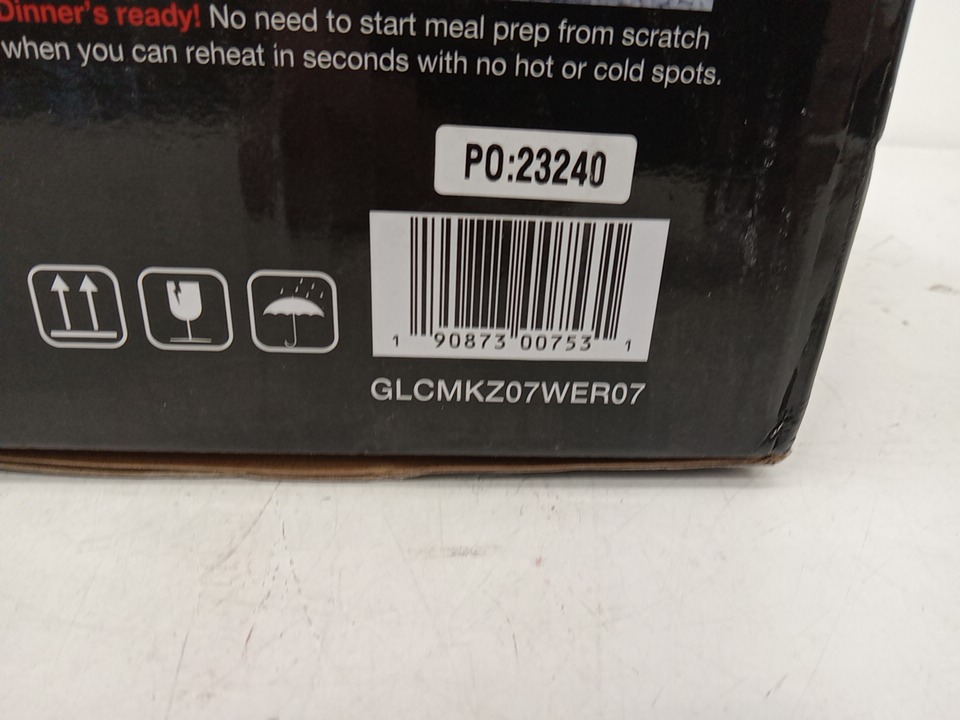 Dinner's ready! No need to start meal prep from scratch
when you can reheat in seconds with no hot or cold spots.
PO:23240
1 90873 00753 1
GLCMKZ07WER07